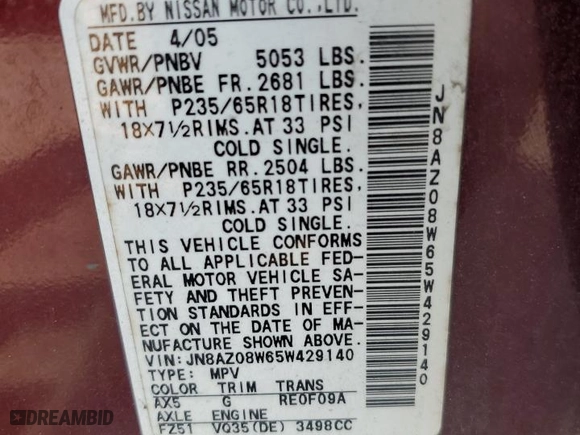 MFD.BY NISSAN MOTOR CO.,LTD.
DATE 4/05
GVWR/PNBV 5053 LBS.
GAWR/PNBE FR.2681 LBS.
WITH P235/65R18TIRES,
18X7½RIMS.AT 33 PSI
COLD SINGLE.
GAWR/PNBE RR.2504 LBS.
WITH P235/65R18TIRES,
18X7½RIMS.AT 33 PSI
COLD SINGLE.
THIS VEHICLE CONFORMS
TO ALL APPLICABLE FED-
ERAL MOTOR VEHICLE SA-
FETY AND THEFT PREVEN-
TION STANDARDS IN EFF-
ECT ON THE DATE OF MA-
NUFACTURE SHOWN ABOVE.
VIN:JN8AZ08W65W429140
TYPE: MPV
COLOR TRIM TRANS
AX5 G RE0F09A
AXLE ENGINE
FZ51 VQ35(DE) 3498CC
JN8AZ08W65W429140
DREAMBID